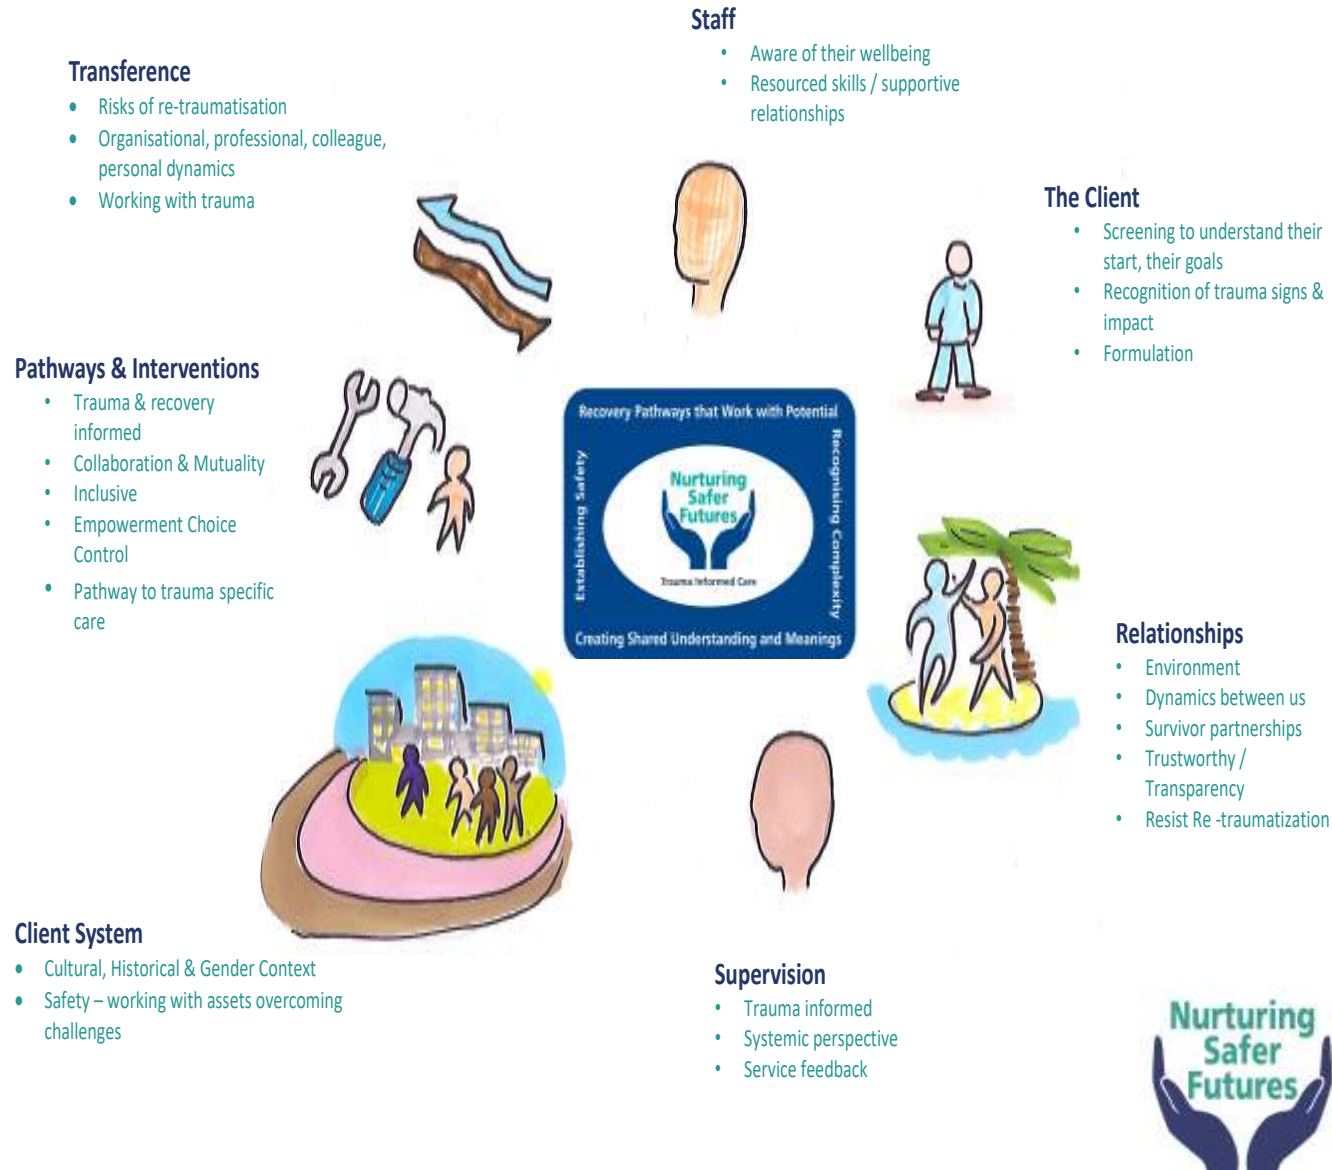 Staff
• Aware of their wellbeing
• Resourced skills / supportive
relationships
Transference
• Risks of re-traumatisation
• Organisational, professional, colleague,
personal dynamics
• Working with trauma
The Client
• Screening to understand their
start, their goals
• Recognition of trauma signs &
impact
• Formulation
Pathways & Interventions
• Trauma & recovery
informed
• Collaboration & Mutuality
• Inclusive
• Empowerment Choice
Control
• Pathway to trauma specific
care
Recovery Pathways that Work with Potential
Establishing Safety
Recognising Complexity
Nurturing
Safer
Futures
Trauma Informed Care
Creating Shared Understanding and Meanings
Relationships
• Environment
• Dynamics between us
• Survivor partnerships
• Trustworthy /
Transparency
• Resist Re -traumatization
Client System
• Cultural, Historical & Gender Context
• Safety – working with assets overcoming
challenges
Supervision
• Trauma informed
• Systemic perspective
• Service feedback
Nurturing
Safer
Futures